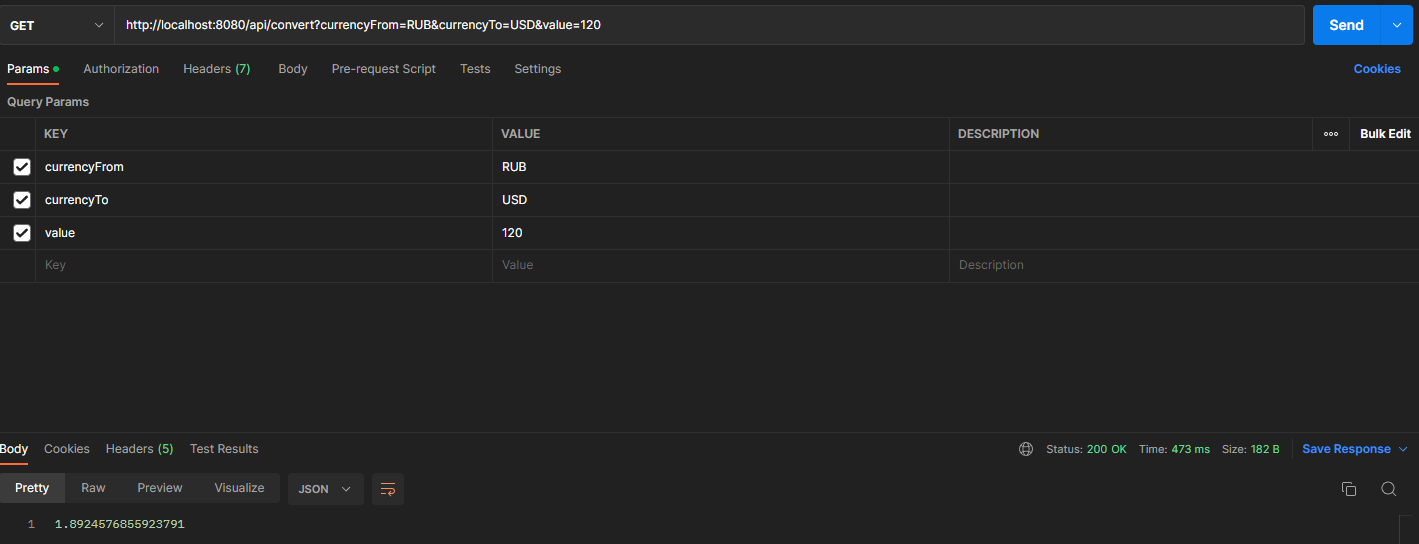 GET http://localhost:8080/api/convert?currencyFrom=RUB&currencyTo=USD&value=120 Send
Params Authorization Headers (7) Body Pre-request Script Tests Settings Cookies
Query Params
KEY VALUE DESCRIPTION ooo Bulk Edit
currencyFrom RUB
currencyTo USD
value 120
Key Value Description
Body Cookies Headers (5) Test Results Status: 200 OK Time: 473 ms Size: 182 B Save Response
Pretty Raw Preview Visualize JSON
1 1.8924576855923791